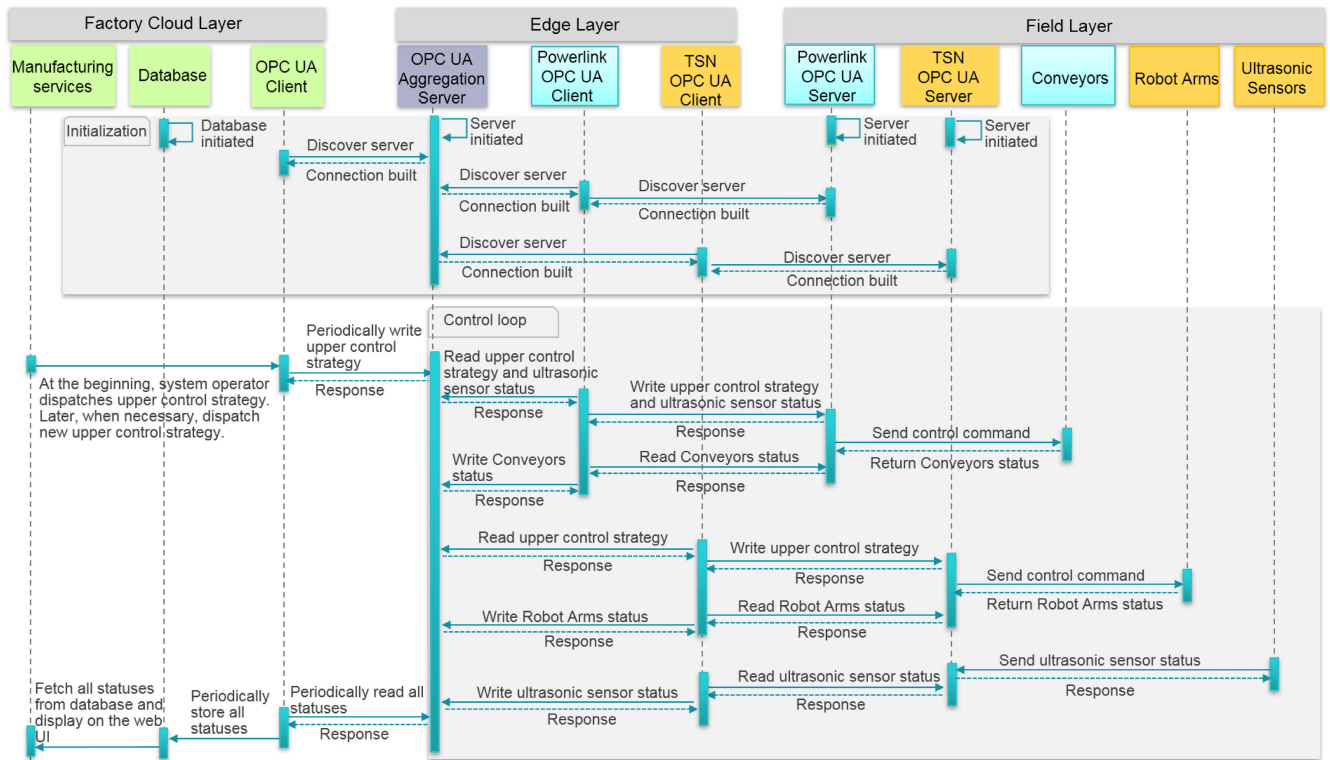 Factory Cloud Layer
Edge Layer
Field Layer
Manufacturing
services
Database
OPC UA
Client
OPC UA
Aggregation
Server
Powerlink
OPC UA
Client
TSN
OPC UA
Client
Powerlink
OPC UA
Server
TSN
OPC UA
Server
Conveyors
Robot Arms
Ultrasonic
Sensors
Initialization
Database
initiated
Server
initiated
Server
initiated
Server
initiated
Discover server
Connection built
Discover server
Connection built
Discover server
Connection built
Discover server
Connection built
Discover server
Connection built
Control loop
Periodically write
upper control
strategy
Response
At the beginning, system operator
dispatches upper control strategy.
Later, when necessary, dispatch
new upper control strategy.
Read upper control
strategy and ultrasonic
sensor status
Response
Write upper control strategy
and ultrasonic sensor status
Response
Send control command
Return Conveyors status
Read Conveyors status
Response
Write Conveyors
status
Response
Read upper control strategy
Response
Write upper control strategy
Response
Send control command
Return Robot Arms status
Read Robot Arms status
Response
Write Robot Arms status
Response
Send ultrasonic sensor status
Response
Read ultrasonic sensor status
Response
Write ultrasonic sensor status
Response
Periodically read all
statuses
Response
Periodically
store all
statuses
Fetch all statuses
from database and
display on the web
UI